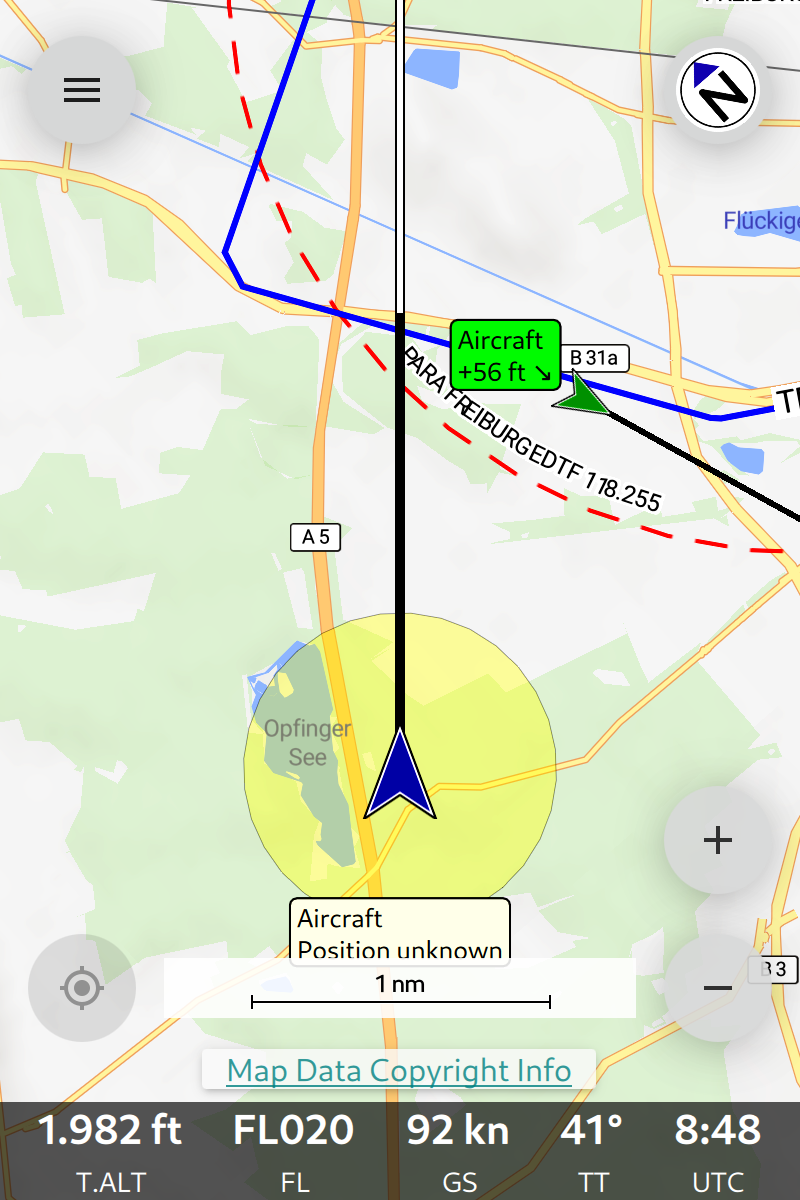 N
Flückige
Aircraft
+56 ft ↘
B 31a
PARA FREIBURGEDTF 118.255
A 5
Opfinger
See
+
Aircraft
Position unknown
B 3
1 nm
Map Data Copyright Info
1.982 ft FL020 92 kn 41° 8:48
T.ALT FL GS TT UTC